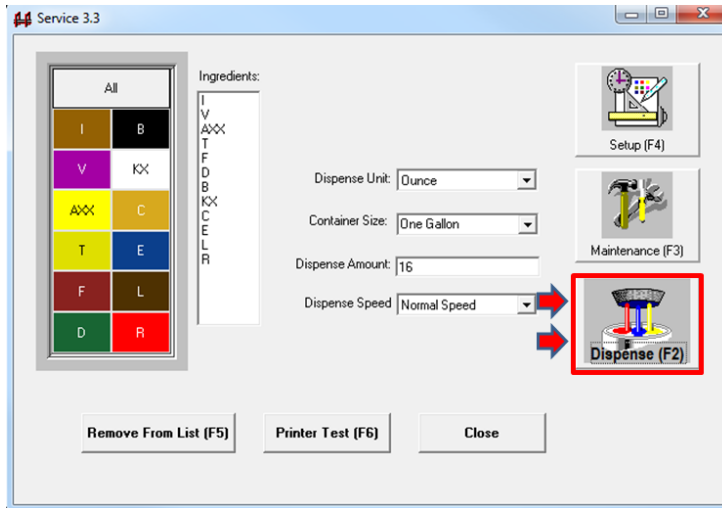 Service 3.3
All
I B
V KX
AXX C
T E
F L
D R
Ingredients:
I
V
AXX
T
F
D
B
KX
C
E
L
R
Dispense Unit: Ounce
Container Size: One Gallon
Dispense Amount: 16
Dispense Speed Normal Speed
Setup (F4)
Maintenance (F3)
Dispense (F2)
Remove From List (F5) Printer Test (F6) Close